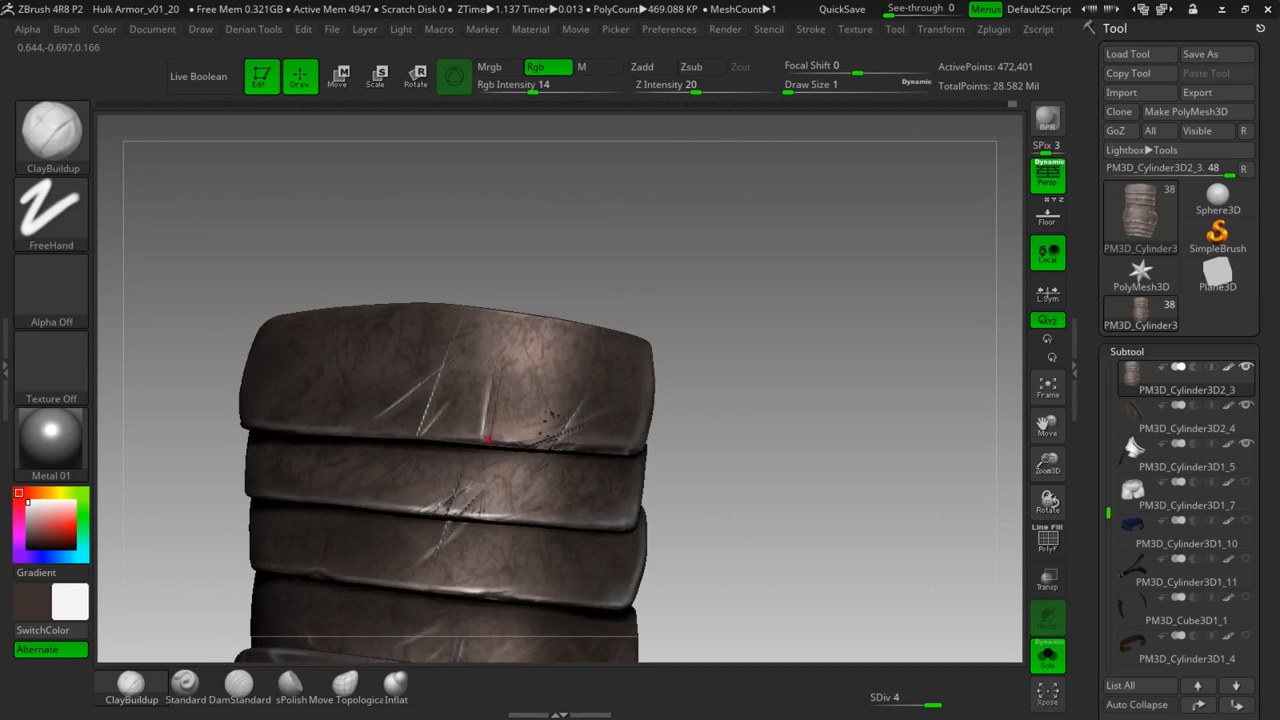 ZBrush 4R8 P2 Hulk Armor_v01_20 • Free Mem 0.321GB • Active Mem 4947 • Scratch Disk 0 • ZTime▶1.137 Timer▶0.013 • PolyCount▶469.088 KP • MeshCount▶1 QuickSave See-through 0 Menus DefaultZScript
Alpha Brush Color Document Draw Derian Tools Edit File Layer Light Macro Marker Material Movie Picker Preferences Render Stencil Stroke Texture Tool Transform Zplugin Zscript
0.644,-0.697,0.166
Live Boolean
Edit
Draw
Move
Scale
Rotate
Mrgb Rgb M
Rgb Intensity 14
Zadd Zsub Zcut
Z Intensity 20
Focal Shift 0
Draw Size 1
Dynamic
ActivePoints: 472,401
TotalPoints: 28.582 Mil
ClayBuildup
FreeHand
Alpha Off
Texture Off
Metal 01
Gradient
SwitchColor
Alternate
ClayBuildup Standard DamStandard sPolish Move Topologica Inflat
SDiv 4
BPR
SPix 3
Dynamic
Persp
Floor
Local
L.Sym
XYZ
Frame
Move
Zoom3D
Rotate
Line Fill
PolyF
Transp
Dynamic
Solo
Xpose
Tool
Load Tool Save As
Copy Tool Paste Tool
Import Export
Clone Make PolyMesh3D
GoZ All Visible R
Lightbox▶Tools
PM3D_Cylinder3D2_3. 48 R
38
PM3D_Cylinder3
Sphere3D
SimpleBrush
PolyMesh3D
Plane3D
38
PM3D_Cylinder3
Subtool
PM3D_Cylinder3D2_3
PM3D_Cylinder3D2_4
PM3D_Cylinder3D1_5
PM3D_Cylinder3D1_7
PM3D_Cylinder3D1_10
PM3D_Cylinder3D1_11
PM3D_Cube3D1_1
PM3D_Cylinder3D1_4
List All
Auto Collapse